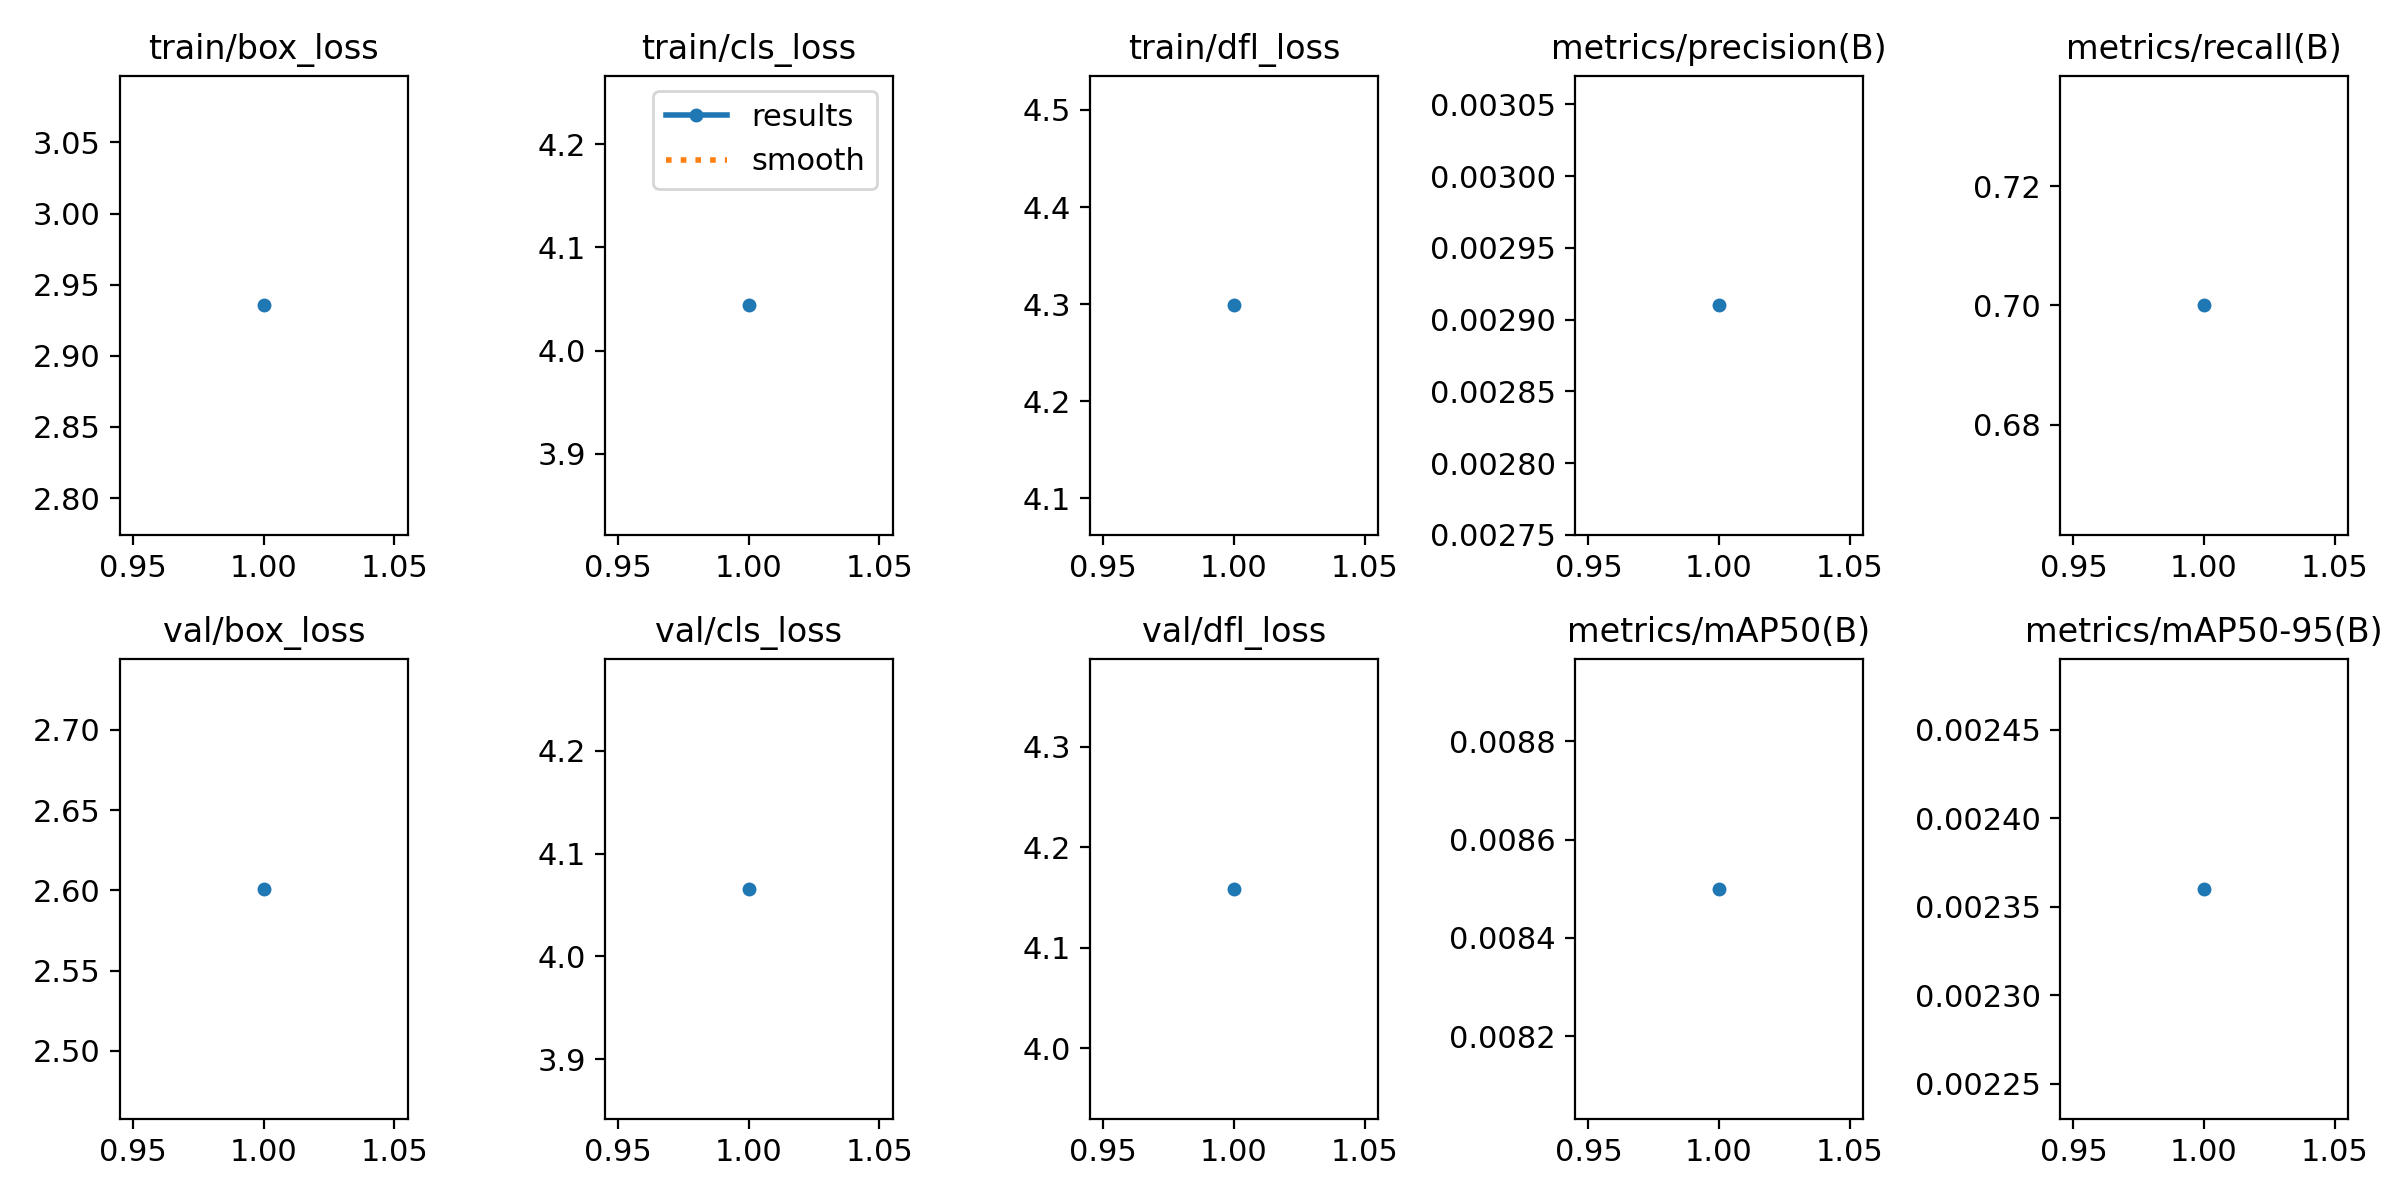 train/box_loss
3.05
3.00
2.95
2.90
2.85
2.80
0.95 1.00 1.05
train/cls_loss
results
smooth
4.2
4.1
4.0
3.9
0.95 1.00 1.05
train/dfl_loss
4.5
4.4
4.3
4.2
4.1
0.95 1.00 1.05
metrics/precision(B)
0.00305
0.00300
0.00295
0.00290
0.00285
0.00280
0.00275
0.95 1.00 1.05
metrics/recall(B)
0.72
0.70
0.68
0.95 1.00 1.05
val/box_loss
2.70
2.65
2.60
2.55
2.50
0.95 1.00 1.05
val/cls_loss
4.2
4.1
4.0
3.9
0.95 1.00 1.05
val/dfl_loss
4.3
4.2
4.1
4.0
0.95 1.00 1.05
metrics/mAP50(B)
0.0088
0.0086
0.0084
0.0082
0.95 1.00 1.05
metrics/mAP50-95(B)
0.00245
0.00240
0.00235
0.00230
0.00225
0.95 1.00 1.05